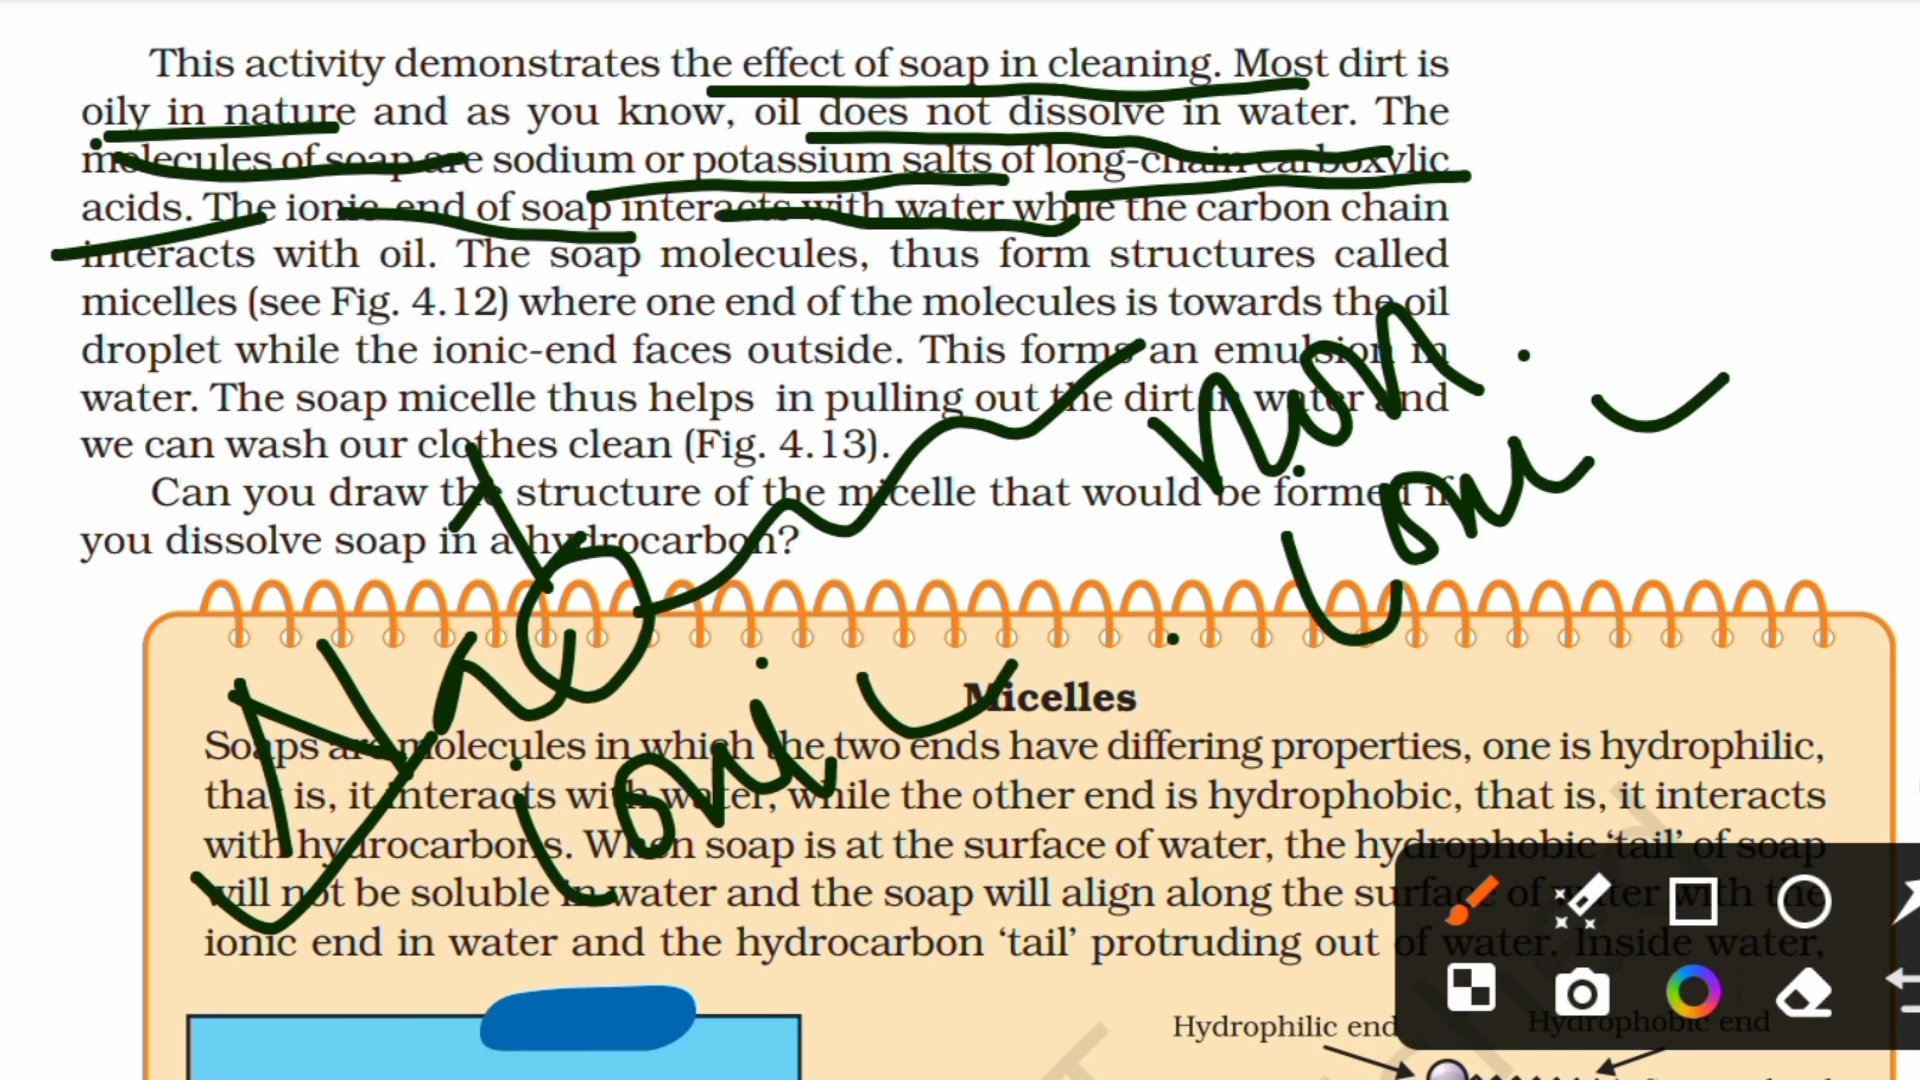 This activity demonstrates the effect of soap in cleaning. Most dirt is
oily in nature and as you know, oil does not dissolve in water. The
molecules of soap are sodium or potassium salts of long-chain carboxylic
acids. The ionic-end of soap interacts with water while the carbon chain
interacts with oil. The soap molecules, thus form structures called
micelles (see Fig. 4.12) where one end of the molecules is towards the oil
droplet while the ionic-end faces outside. This forms an emulsion in
water. The soap micelle thus helps in pulling out the dirt in water and
we can wash our clothes clean (Fig. 4.13).
Can you draw the structure of the micelle that would be formed if
you dissolve soap in a hydrocarbon?
non
Micelles
Soaps are molecules in which the two ends have differing properties, one is hydrophilic,
that is, it interacts with water, while the other end is hydrophobic, that is, it interacts
with hydrocarbons. When soap is at the surface of water, the hydrophobic ‘tail’ of soap
will not be soluble in water and the soap will align along the surface of water with the
ionic end in water and the hydrocarbon ‘tail’ protruding out of water. Inside water,
Hydrophilic end
Hydrophobic end